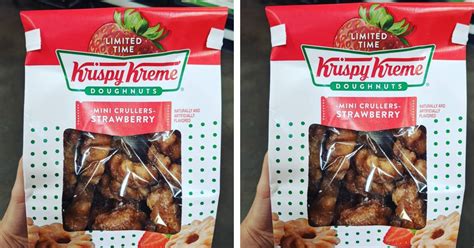 LIMITED
TIME
Krispy Kreme
DOUGHNUTS
MINI CRULLERS-
STRAWBERRY
NATURALLY AND
ARTIFICIALLY
FLAVORED
LIMITED
TIME
Krispy Kreme
DOUGHNUTS
MINI CRULLERS-
STRAWBERRY
NATURALLY AND
ARTIFICIALLY
FLAVORED